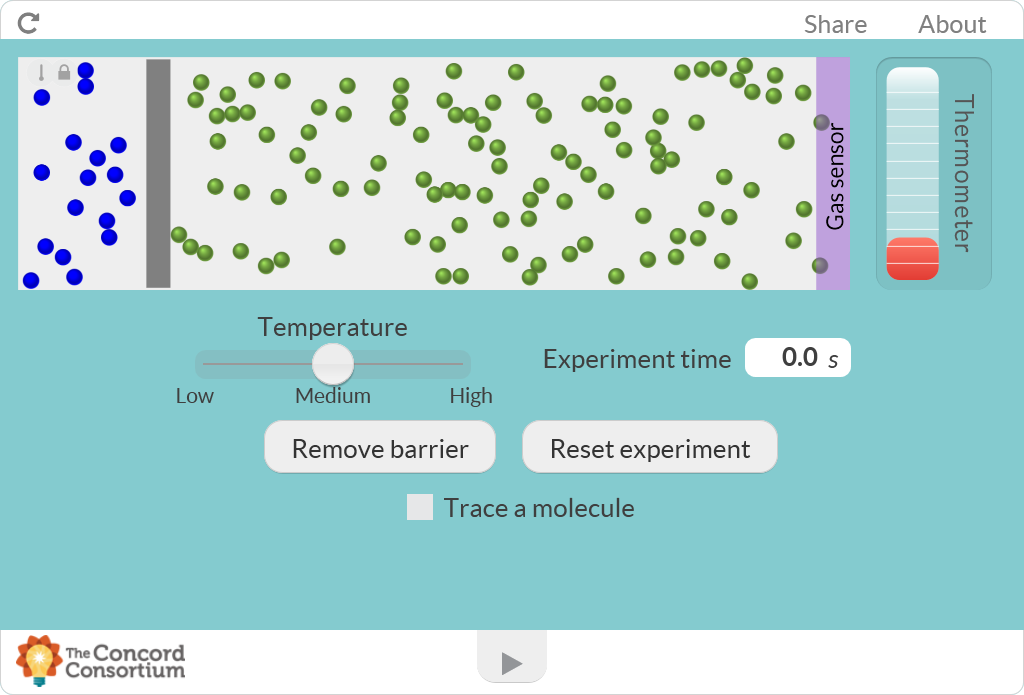 Share About
Gas sensor
Thermometer
Temperature
Low Medium High
Experiment time 0.0 s
Remove barrier Reset experiment
Trace a molecule
The Concord
Consortium